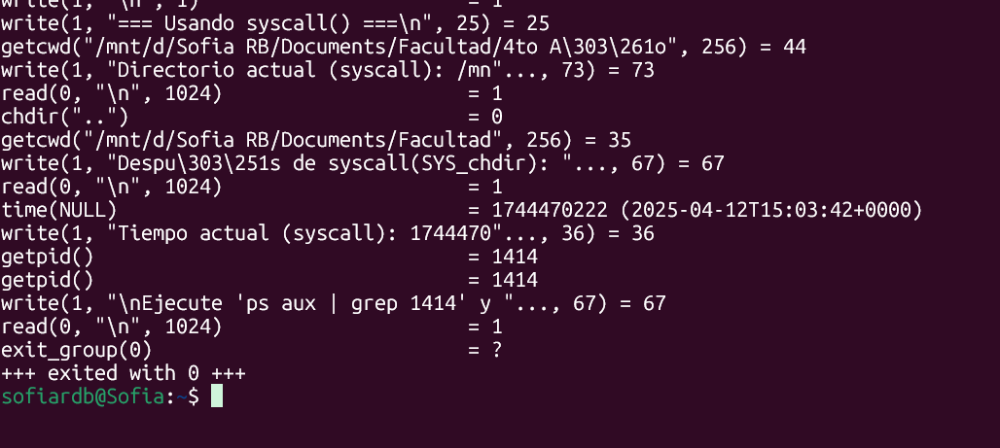 write(1, "\n", 1) = 1
write(1, "=== Usando syscall() ===\n", 25) = 25
getcwd("/mnt/d/Sofia RB/Documents/Facultad/4to A\303\261o", 256) = 44
write(1, "Directorio actual (syscall): /mn"..., 73) = 73
read(0, "\n", 1024) = 1
chdir("..") = 0
getcwd("/mnt/d/Sofia RB/Documents/Facultad", 256) = 35
write(1, "Despu\303\251s de syscall(SYS_chdir): "..., 67) = 67
read(0, "\n", 1024) = 1
time(NULL) = 1744470222 (2025-04-12T15:03:42+0000)
write(1, "Tiempo actual (syscall): 1744470"..., 36) = 36
getpid() = 1414
getpid() = 1414
write(1, "\nEjecute 'ps aux | grep 1414' y "..., 67) = 67
read(0, "\n", 1024) = 1
exit_group(0) = ?
+++ exited with 0 +++
sofiardb@Sofia:~$